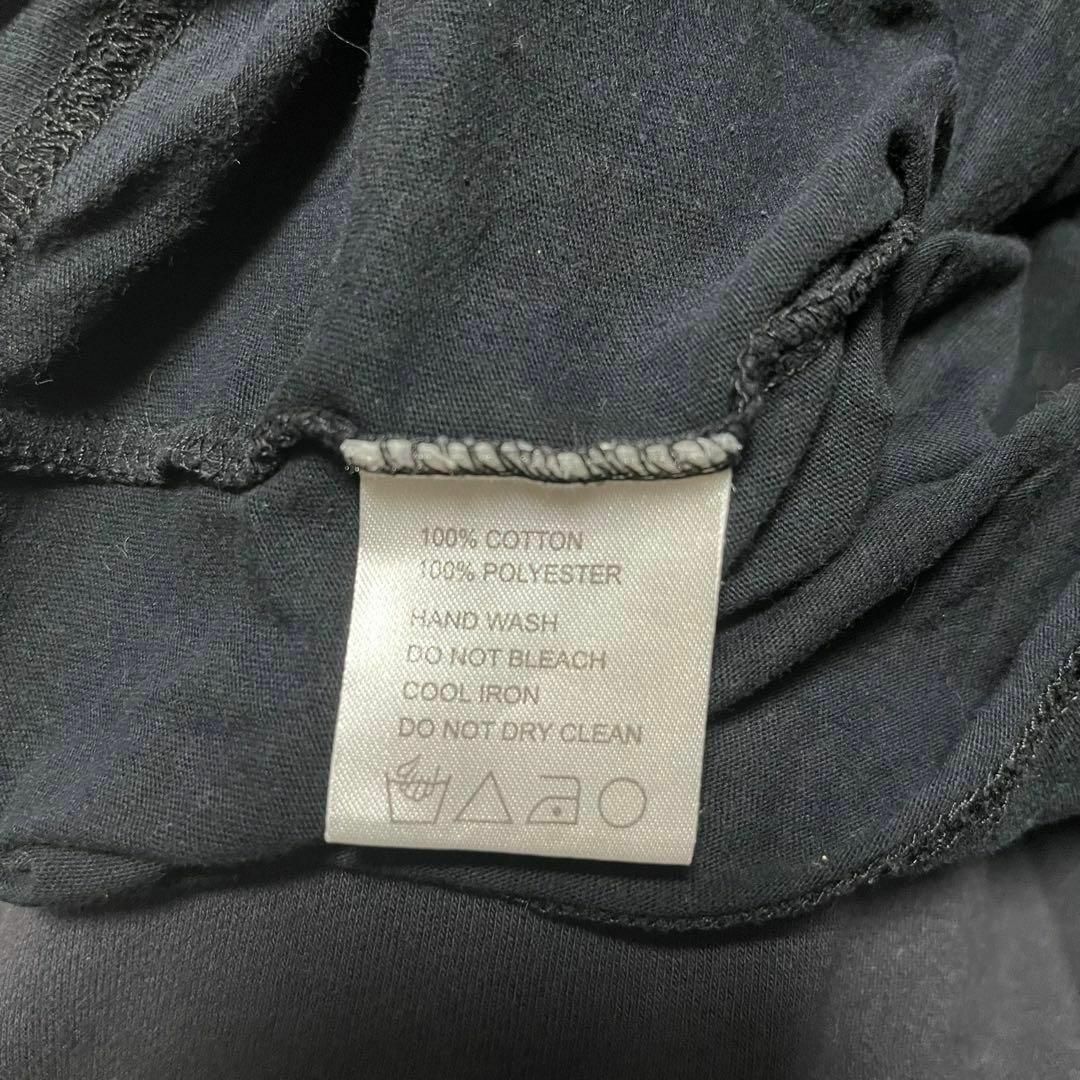 100% COTTON
100% POLYESTER
HAND WASH
DO NOT BLEACH
COOL IRON
DO NOT DRY CLEAN